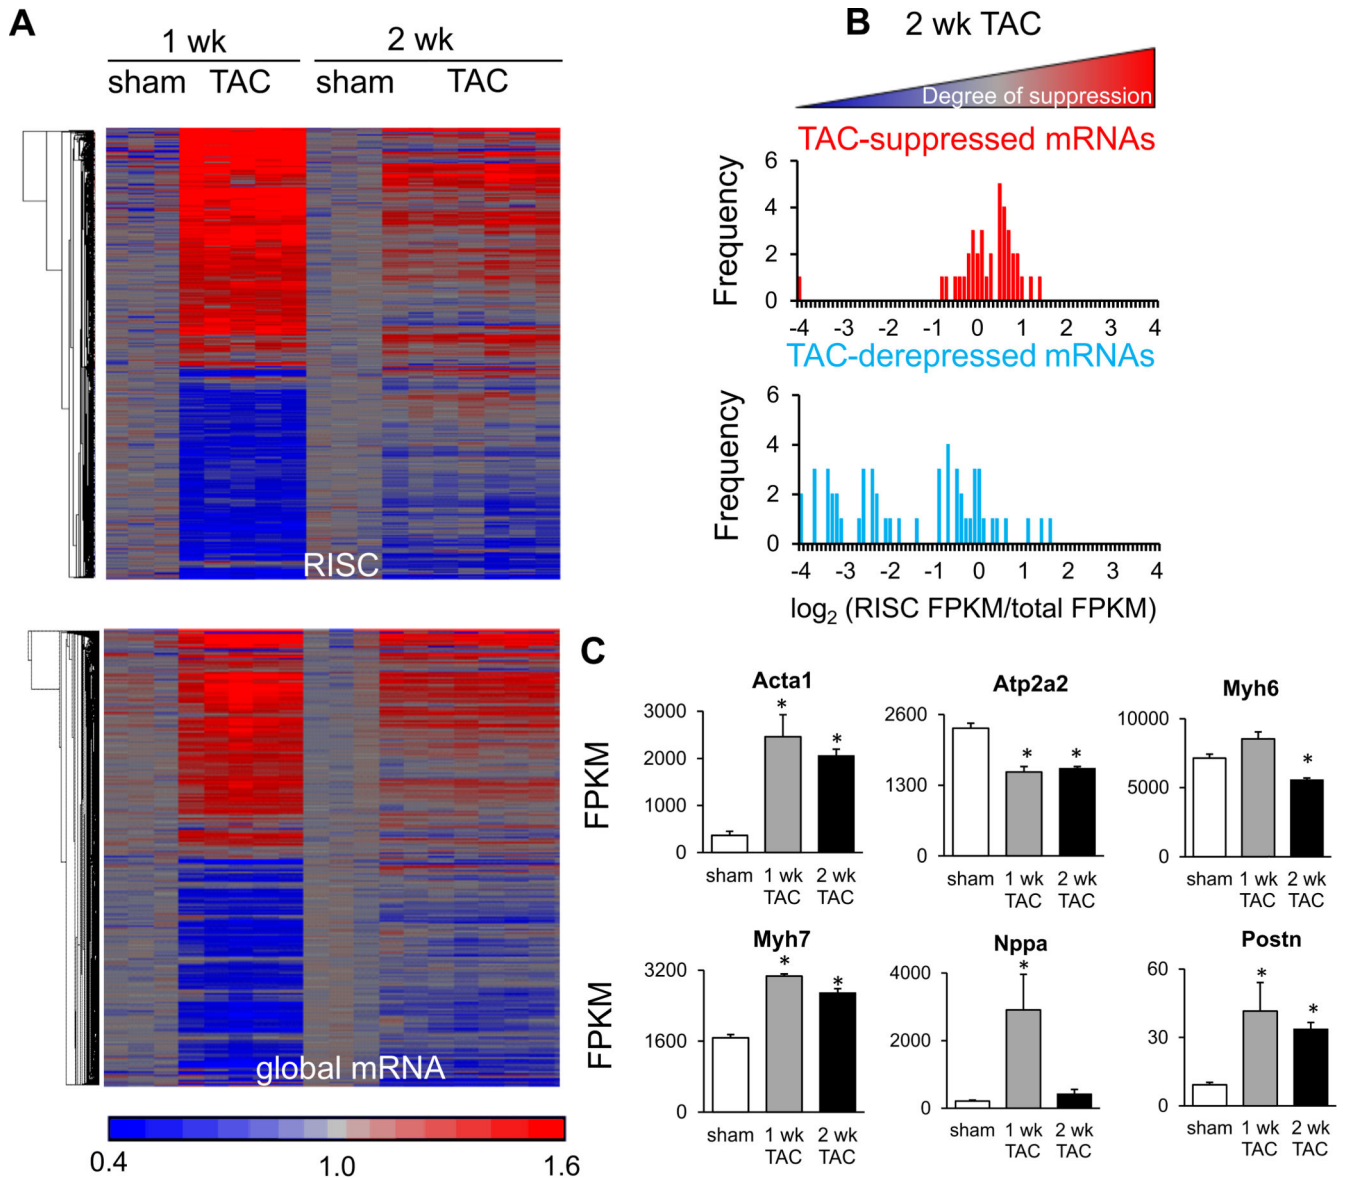 A
1 wk
2 wk
sham TAC
sham TAC
RISC
global mRNA
0.4
1.0
1.6
B
2 wk TAC
Degree of suppression
TAC-suppressed mRNAs
Frequency
6
4
2
0
-4 -3 -2 -1 0 1 2 3 4
TAC-derepressed mRNAs
Frequency
6
4
2
0
-4 -3 -2 -1 0 1 2 3 4
log2 (RISC FPKM/total FPKM)
C
Acta1
FPKM
3000
2000
1000
0
*
*
sham 1 wk 2 wk
TAC TAC
Atp2a2
2600
1300
0
*
*
sham 1 wk 2 wk
TAC TAC
Myh6
10000
5000
0
*
sham 1 wk 2 wk
TAC TAC
Myh7
FPKM
3200
1600
0
*
*
sham 1 wk 2 wk
TAC TAC
Nppa
4000
2000
0
*
sham 1 wk 2 wk
TAC TAC
Postn
60
30
0
*
*
sham 1 wk 2 wk
TAC TAC